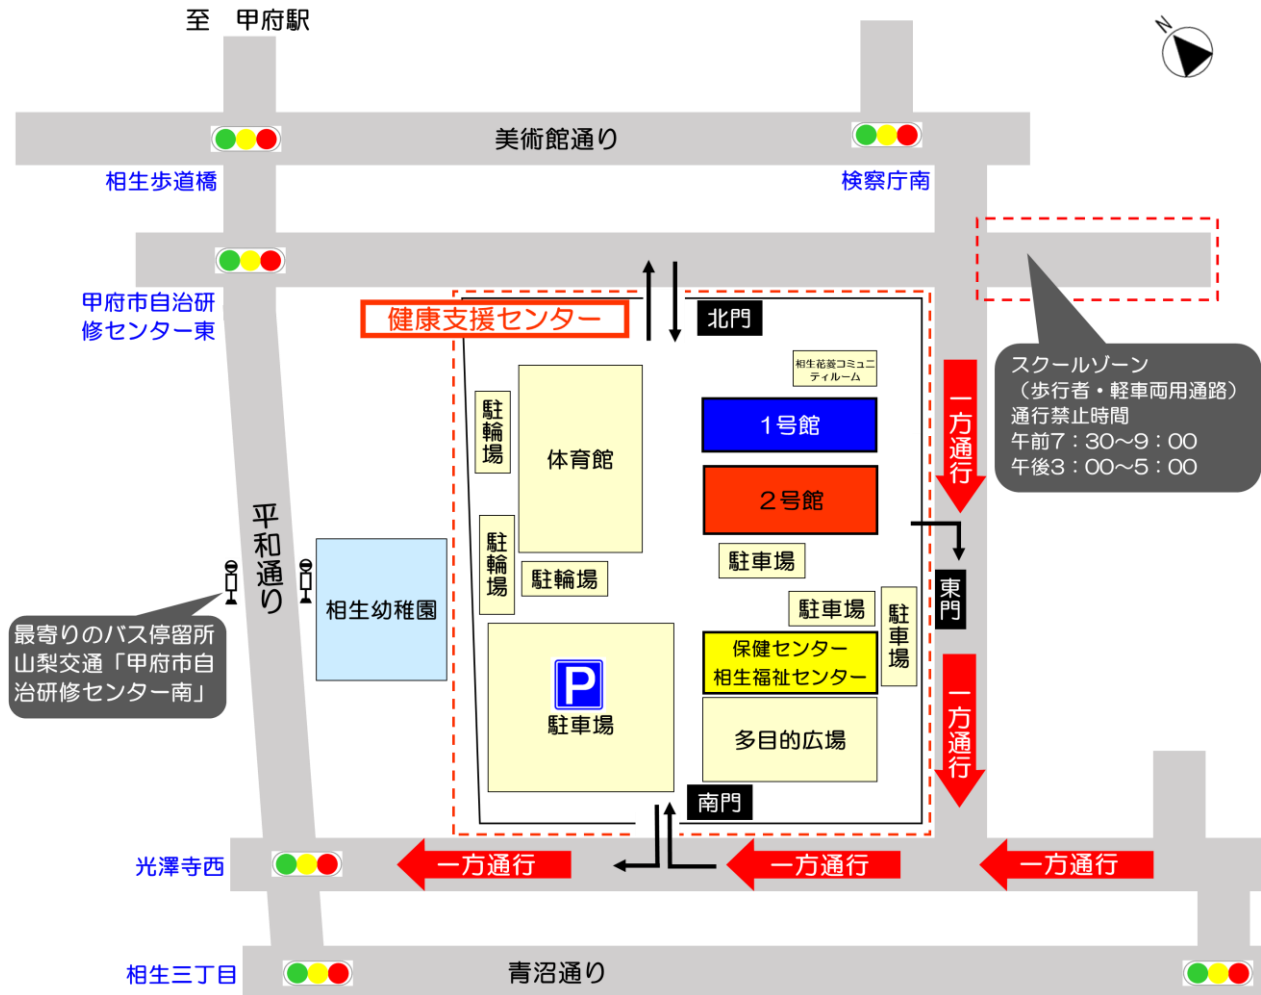 至 甲府駅
N
美術館通り
相生歩道橋
検察庁南
甲府市自治研
修センター東
健康支援センター
北門
相生花菱コミュニ
ティルーム
スクールゾーン
（歩行者・軽車両用通路）
通行禁止時間
午前7：30～9：00
午後3：00～5：00
駐輪場
体育館
1号館
一方通行
2号館
平和通り
駐輪場
駐輪場
駐車場
東門
相生幼稚園
駐車場
駐車場
最寄りのバス停留所
山梨交通「甲府市自
治研修センター南」
保健センター
相生福祉センター
P
駐車場
多目的広場
一方通行
南門
光澤寺西
一方通行
一方通行
一方通行
相生三丁目
青沼通り